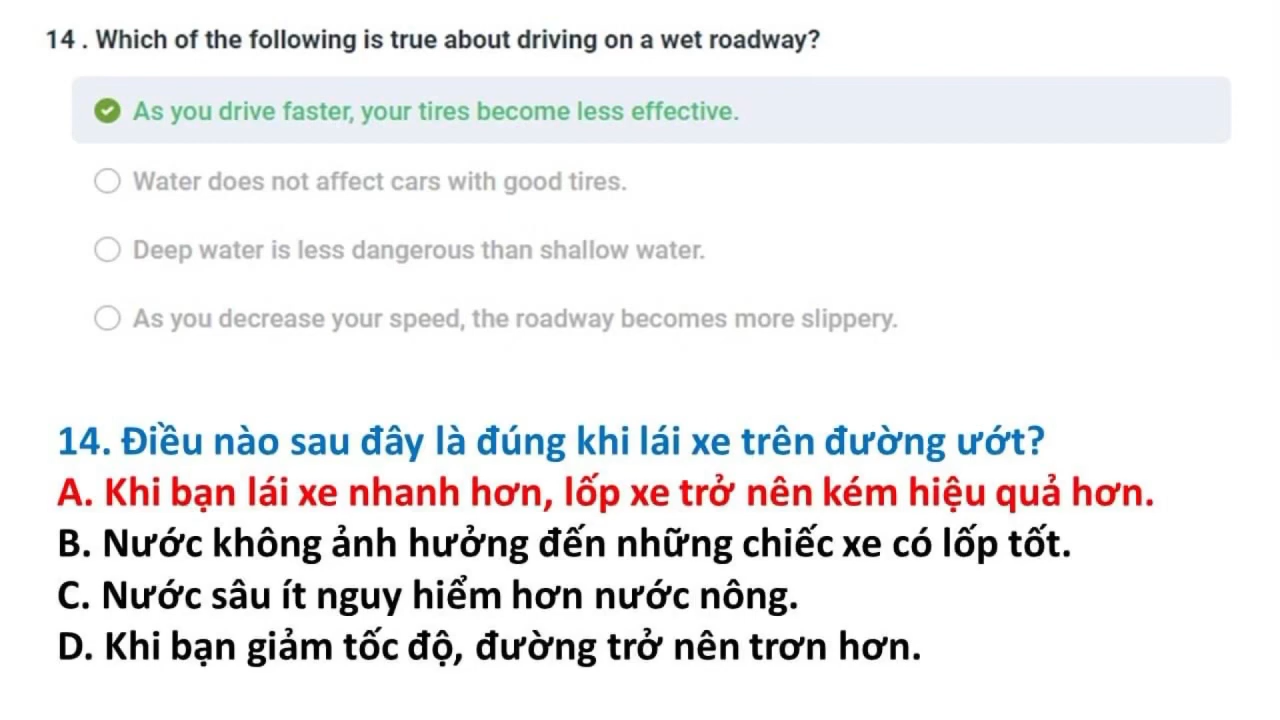 14 . Which of the following is true about driving on a wet roadway?
As you drive faster, your tires become less effective.
Water does not affect cars with good tires.
Deep water is less dangerous than shallow water.
As you decrease your speed, the roadway becomes more slippery.
14. Điều nào sau đây là đúng khi lái xe trên đường ướt?
A. Khi bạn lái xe nhanh hơn, lốp xe trở nên kém hiệu quả hơn.
B. Nước không ảnh hưởng đến những chiếc xe có lốp tốt.
C. Nước sâu ít nguy hiểm hơn nước nông.
D. Khi bạn giảm tốc độ, đường trở nên trơn hơn.